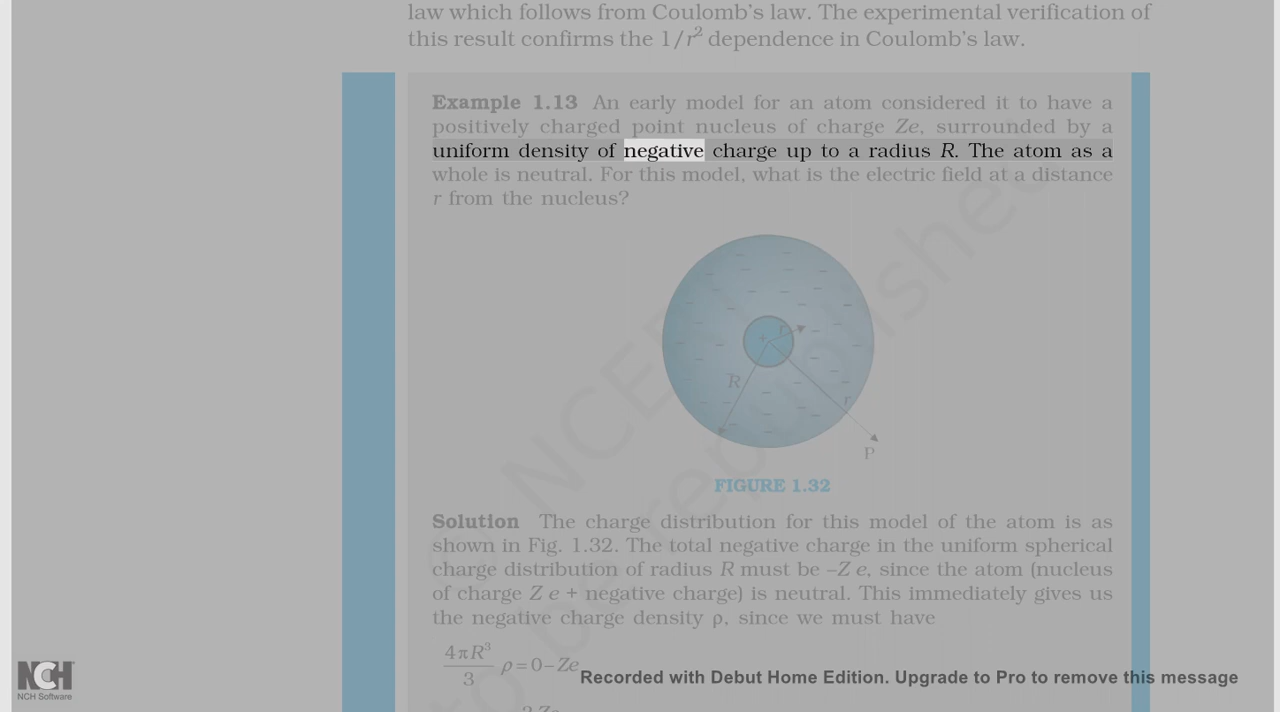 law which follows from Coulomb's law. The experimental verification of
this result confirms the 1/r² dependence in Coulomb's law.
Example 1.13 An early model for an atom considered it to have a
positively charged point nucleus of charge Ze, surrounded by a
uniform density of negative charge up to a radius R. The atom as a
whole is neutral. For this model, what is the electric field at a distance
r from the nucleus?
r
R
r
P
FIGURE 1.32
Solution The charge distribution for this model of the atom is as
shown in Fig. 1.32. The total negative charge in the uniform spherical
charge distribution of radius R must be –Z e, since the atom (nucleus
of charge Z e + negative charge) is neutral. This immediately gives us
the negative charge density ρ, since we must have
4πR³/3 ρ = 0 – Ze
NCH
NCH Software
Recorded with Debut Home Edition. Upgrade to Pro to remove this message